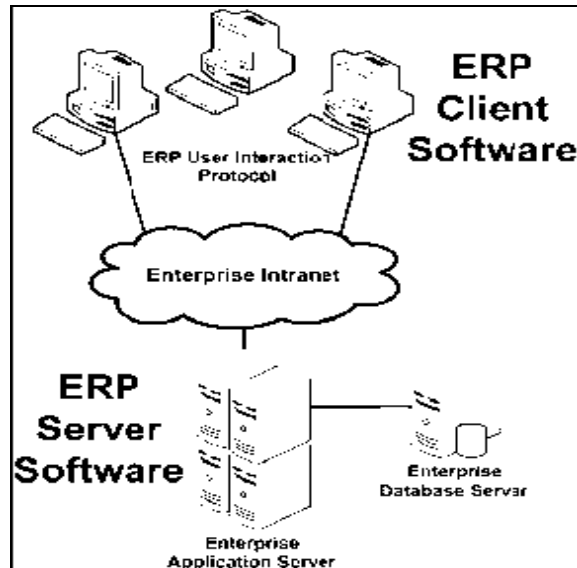 ERP
Client
Software
ERP User Interaction
Protocol
Enterprise Intranet
ERP
Server
Software
Enterprise
Database Server
Enterprise
Application Server